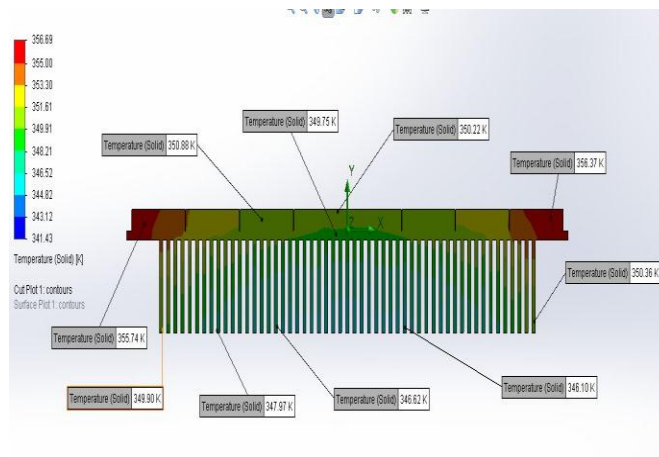 356.69
355.00
353.30
351.61
349.91
348.21
346.52
344.82
343.12
341.43
Temperature (Solid) [K]
Cut Plot 1: contours
Surface Plot 1: contours
Temperature (Solid) 349.75 K
Temperature (Solid) 350.22 K
Temperature (Solid) 350.88 K
Temperature (Solid) 356.37 K
Y
Z X
Temperature (Solid) 350.36 K
Temperature (Solid) 355.74 K
Temperature (Solid) 349.90 K
Temperature (Solid) 347.97 K
Temperature (Solid) 346.62 K
Temperature (Solid) 346.10 K